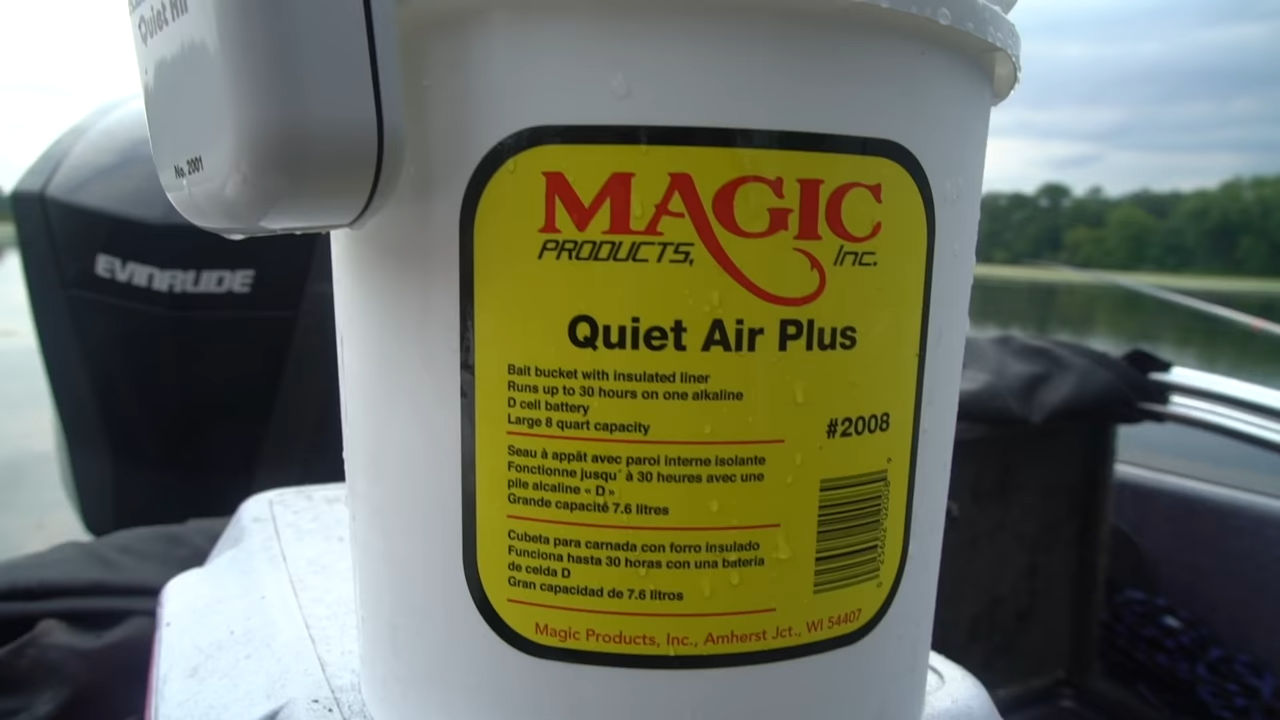 Quiet Air
No. 2001
EVINRUDE
MAGIC
PRODUCTS, Inc.
Quiet Air Plus
Bait bucket with insulated liner
Runs up to 30 hours on one alkaline
D cell battery
Large 8 quart capacity
#2008
Seau à appât avec paroi interne isolante
Fonctionne jusqu' à 30 heures avec une
pile alcaline « D »
Grande capacité 7.6 litres
Cubeta para carnada con forro insulado
Funciona hasta 30 horas con una bateria
de celda D
Gran capacidad de 7.6 litros
Magic Products, Inc., Amherst Jct., WI 54407